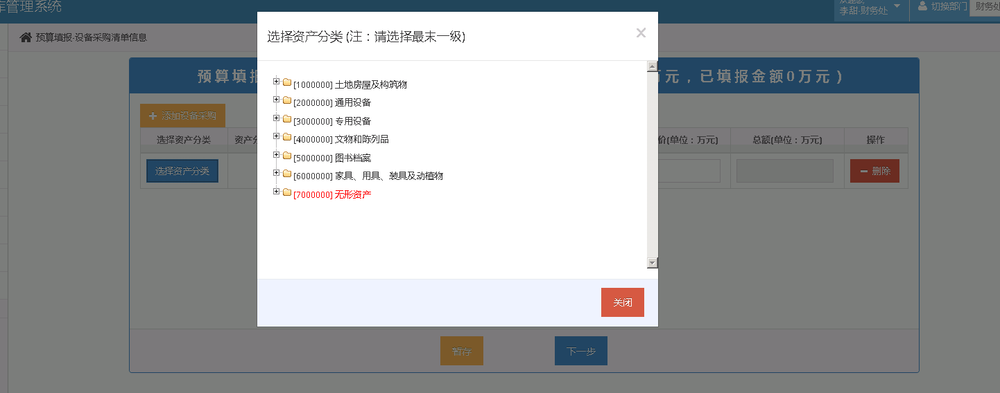 库管理系统
李甜·财务处
切换部门
财务处
预算填报-设备采购清单信息
选择资产分类 (注：请选择最末一级)
×
预算填报
万元，已填报金额0万元）
添加设备采购
选择资产分类
资产分
价(单位：万元)
总额(单位：万元)
操作
选择资产分类
删除
[1000000] 土地房屋及构筑物
[2000000] 通用设备
[3000000] 专用设备
[4000000] 文物和陈列品
[5000000] 图书档案
[6000000] 家具、用具、装具及动植物
[7000000] 无形资产
关闭
暂存
下一步